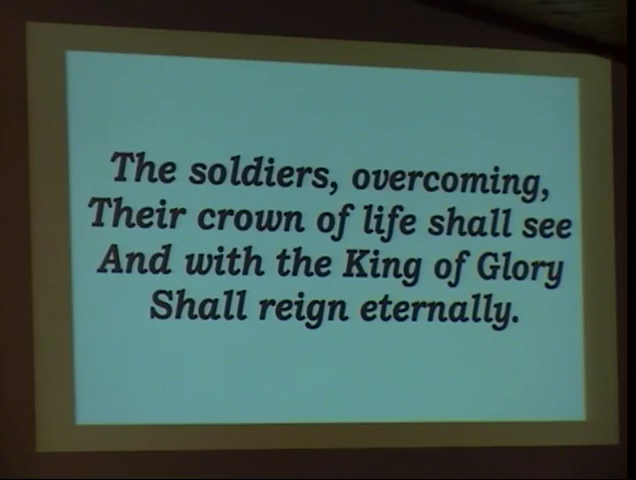 The soldiers, overcoming,
Their crown of life shall see
And with the King of Glory
Shall reign eternally.